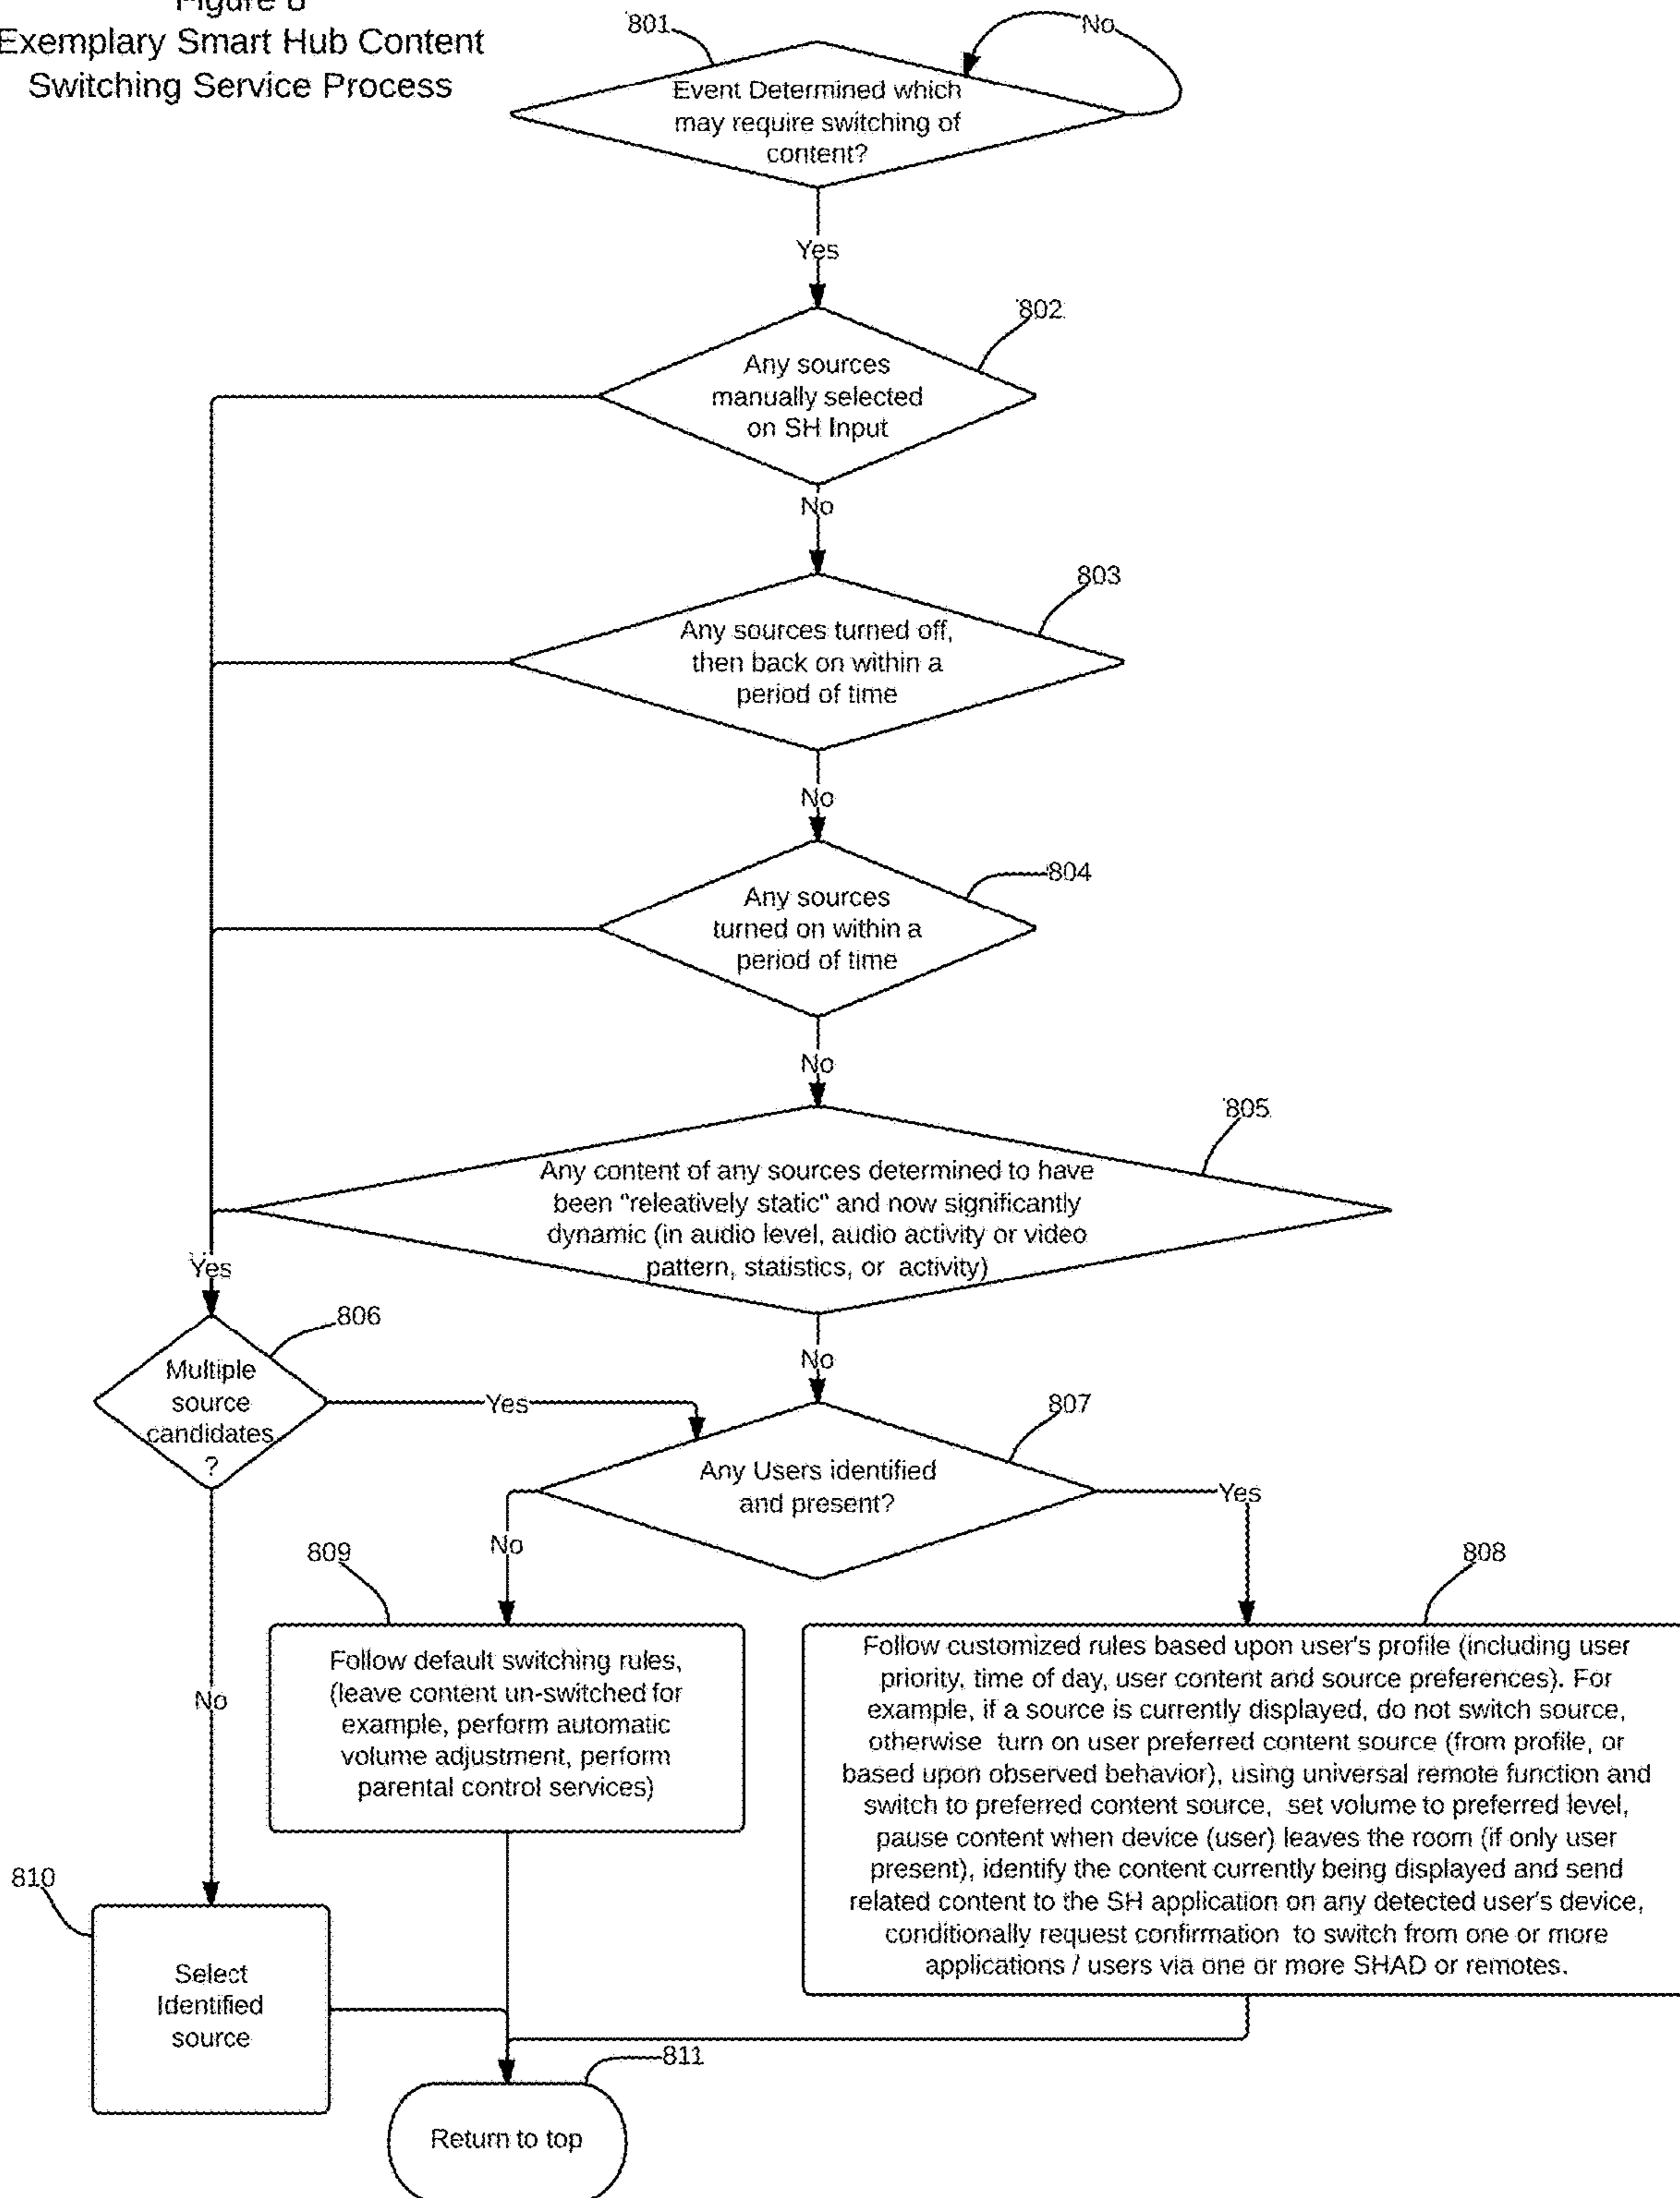 Figure 8
Exemplary Smart Hub Content
Switching Service Process
801
No
Event Determined which
may require switching of
content?
Yes
802
Any sources
manually selected
on SH Input
No
803
Any sources turned off,
then back on within a
period of time
No
804
Any sources
turned on within a
period of time
No
805
Any content of any sources determined to have
been "releatively static" and now significantly
dynamic (in audio level, audio activity or video
pattern, statistics, or activity)
Yes
806
Multiple
source
candidates
?
No
Yes
807
Any Users identified
and present?
Yes
No
809
808
Follow default switching rules,
(leave content un-switched for
example, perform automatic
volume adjustment, perform
parental control services)
Follow customized rules based upon user's profile (including user
priority, time of day, user content and source preferences). For
example, if a source is currently displayed, do not switch source,
otherwise turn on user preferred content source (from profile, or
based upon observed behavior), using universal remote function and
switch to preferred content source, set volume to preferred level,
pause content when device (user) leaves the room (if only user
present), identify the content currently being displayed and send
related content to the SH application on any detected user's device,
conditionally request confirmation to switch from one or more
applications / users via one or more SHAD or remotes.
No
810
Select
Identified
source
811
Return to top